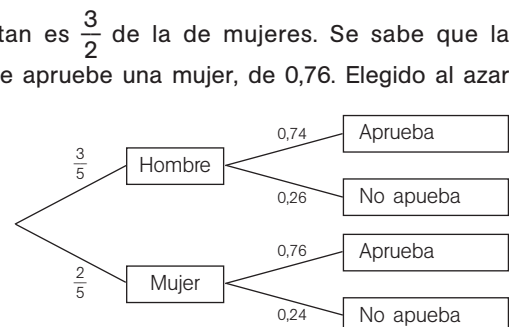 tan es 3/2 de la de mujeres. Se sabe que la
e apruebe una mujer, de 0,76. Elegido al azar
0,74 Aprueba
3/5 Hombre
0,26 No apueba
0,76 Aprueba
2/5 Mujer
0,24 No apueba